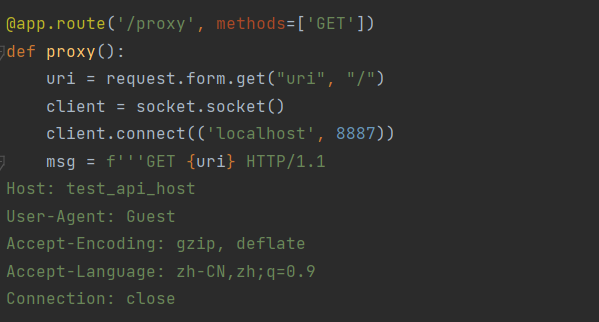 @app.route('/proxy', methods=['GET'])
def proxy():
    uri = request.form.get("uri", "/")
    client = socket.socket()
    client.connect(('localhost', 8887))
    msg = f'''GET {uri} HTTP/1.1
Host: test_api_host
User-Agent: Guest
Accept-Encoding: gzip, deflate
Accept-Language: zh-CN,zh;q=0.9
Connection: close